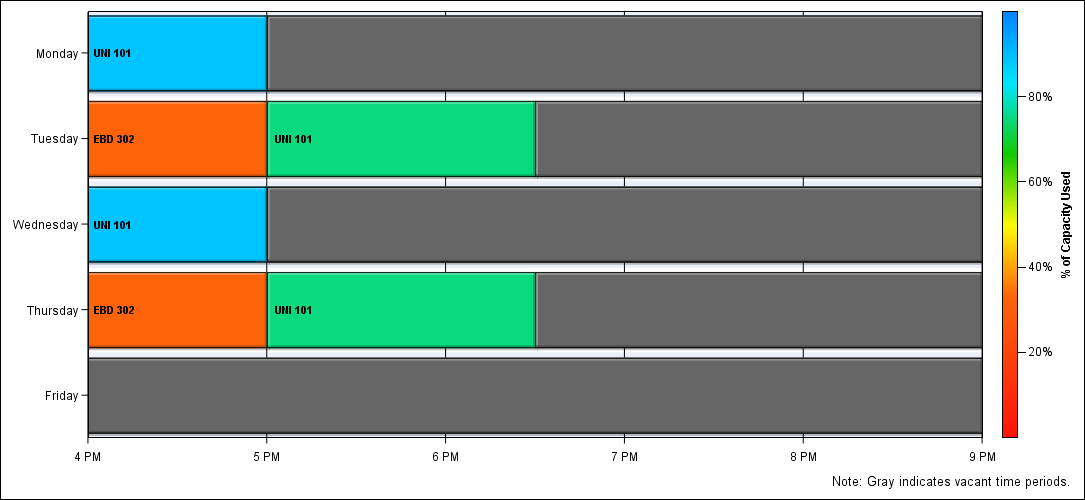 Monday
UNI 101
Tuesday
EBD 302
UNI 101
Wednesday
UNI 101
Thursday
EBD 302
UNI 101
Friday
4 PM
5 PM
6 PM
7 PM
8 PM
9 PM
80%
60%
40%
20%
% of Capacity Used
Note: Gray indicates vacant time periods.